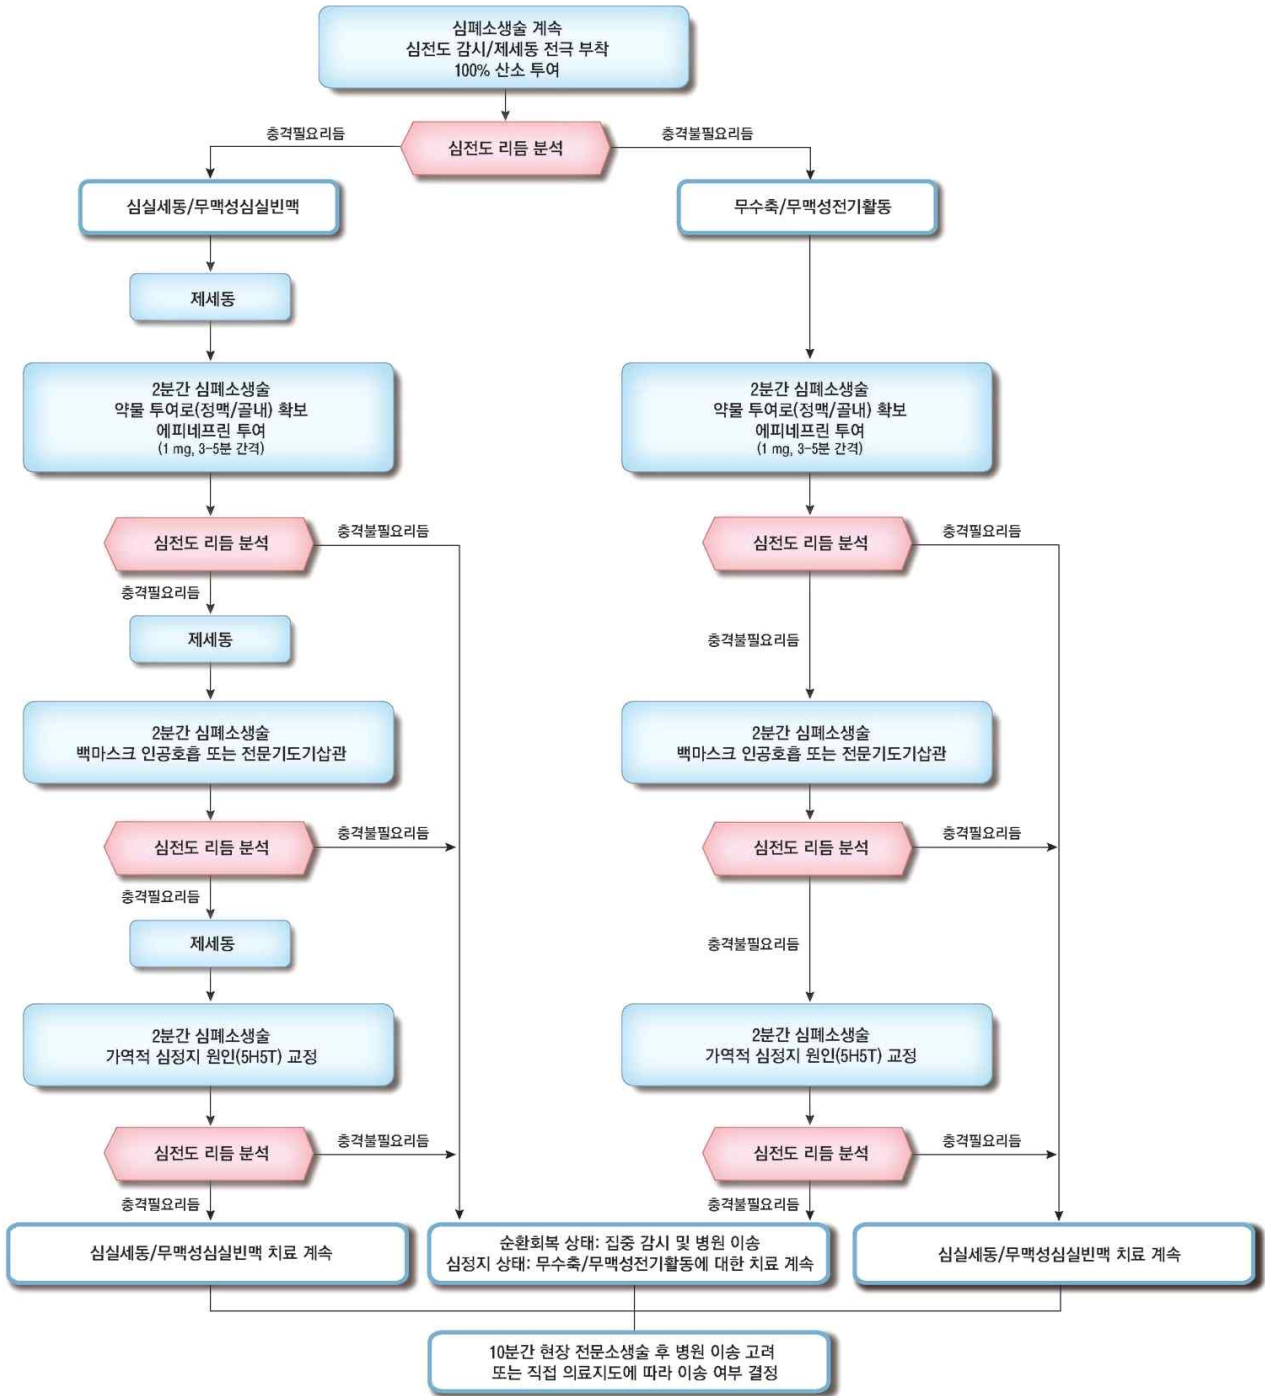 심폐소생술 계속
심전도 감시/제세동 전극 부착
100% 산소 투여
충격필요리듬
심전도 리듬 분석
충격불필요리듬
심실세동/무맥성심실빈맥
무수축/무맥성전기활동
제세동
2분간 심폐소생술
약물 투여로(정맥/골내) 확보
에피네프린 투여
(1 mg, 3-5분 간격)
2분간 심폐소생술
약물 투여로(정맥/골내) 확보
에피네프린 투여
(1 mg, 3-5분 간격)
심전도 리듬 분석
충격불필요리듬
심전도 리듬 분석
충격필요리듬
충격필요리듬
제세동
충격불필요리듬
2분간 심폐소생술
백마스크 인공호흡 또는 전문기도기삽관
2분간 심폐소생술
백마스크 인공호흡 또는 전문기도기삽관
심전도 리듬 분석
충격불필요리듬
심전도 리듬 분석
충격필요리듬
충격필요리듬
제세동
충격불필요리듬
2분간 심폐소생술
가역적 심정지 원인(5H5T) 교정
2분간 심폐소생술
가역적 심정지 원인(5H5T) 교정
심전도 리듬 분석
충격불필요리듬
심전도 리듬 분석
충격필요리듬
충격필요리듬
충격불필요리듬
심실세동/무맥성심실빈맥 치료 계속
순환회복 상태: 집중 감시 및 병원 이송
심정지 상태: 무수축/무맥성전기활동에 대한 치료 계속
심실세동/무맥성심실빈맥 치료 계속
10분간 현장 전문소생술 후 병원 이송 고려
또는 직접 의료지도에 따라 이송 여부 결정